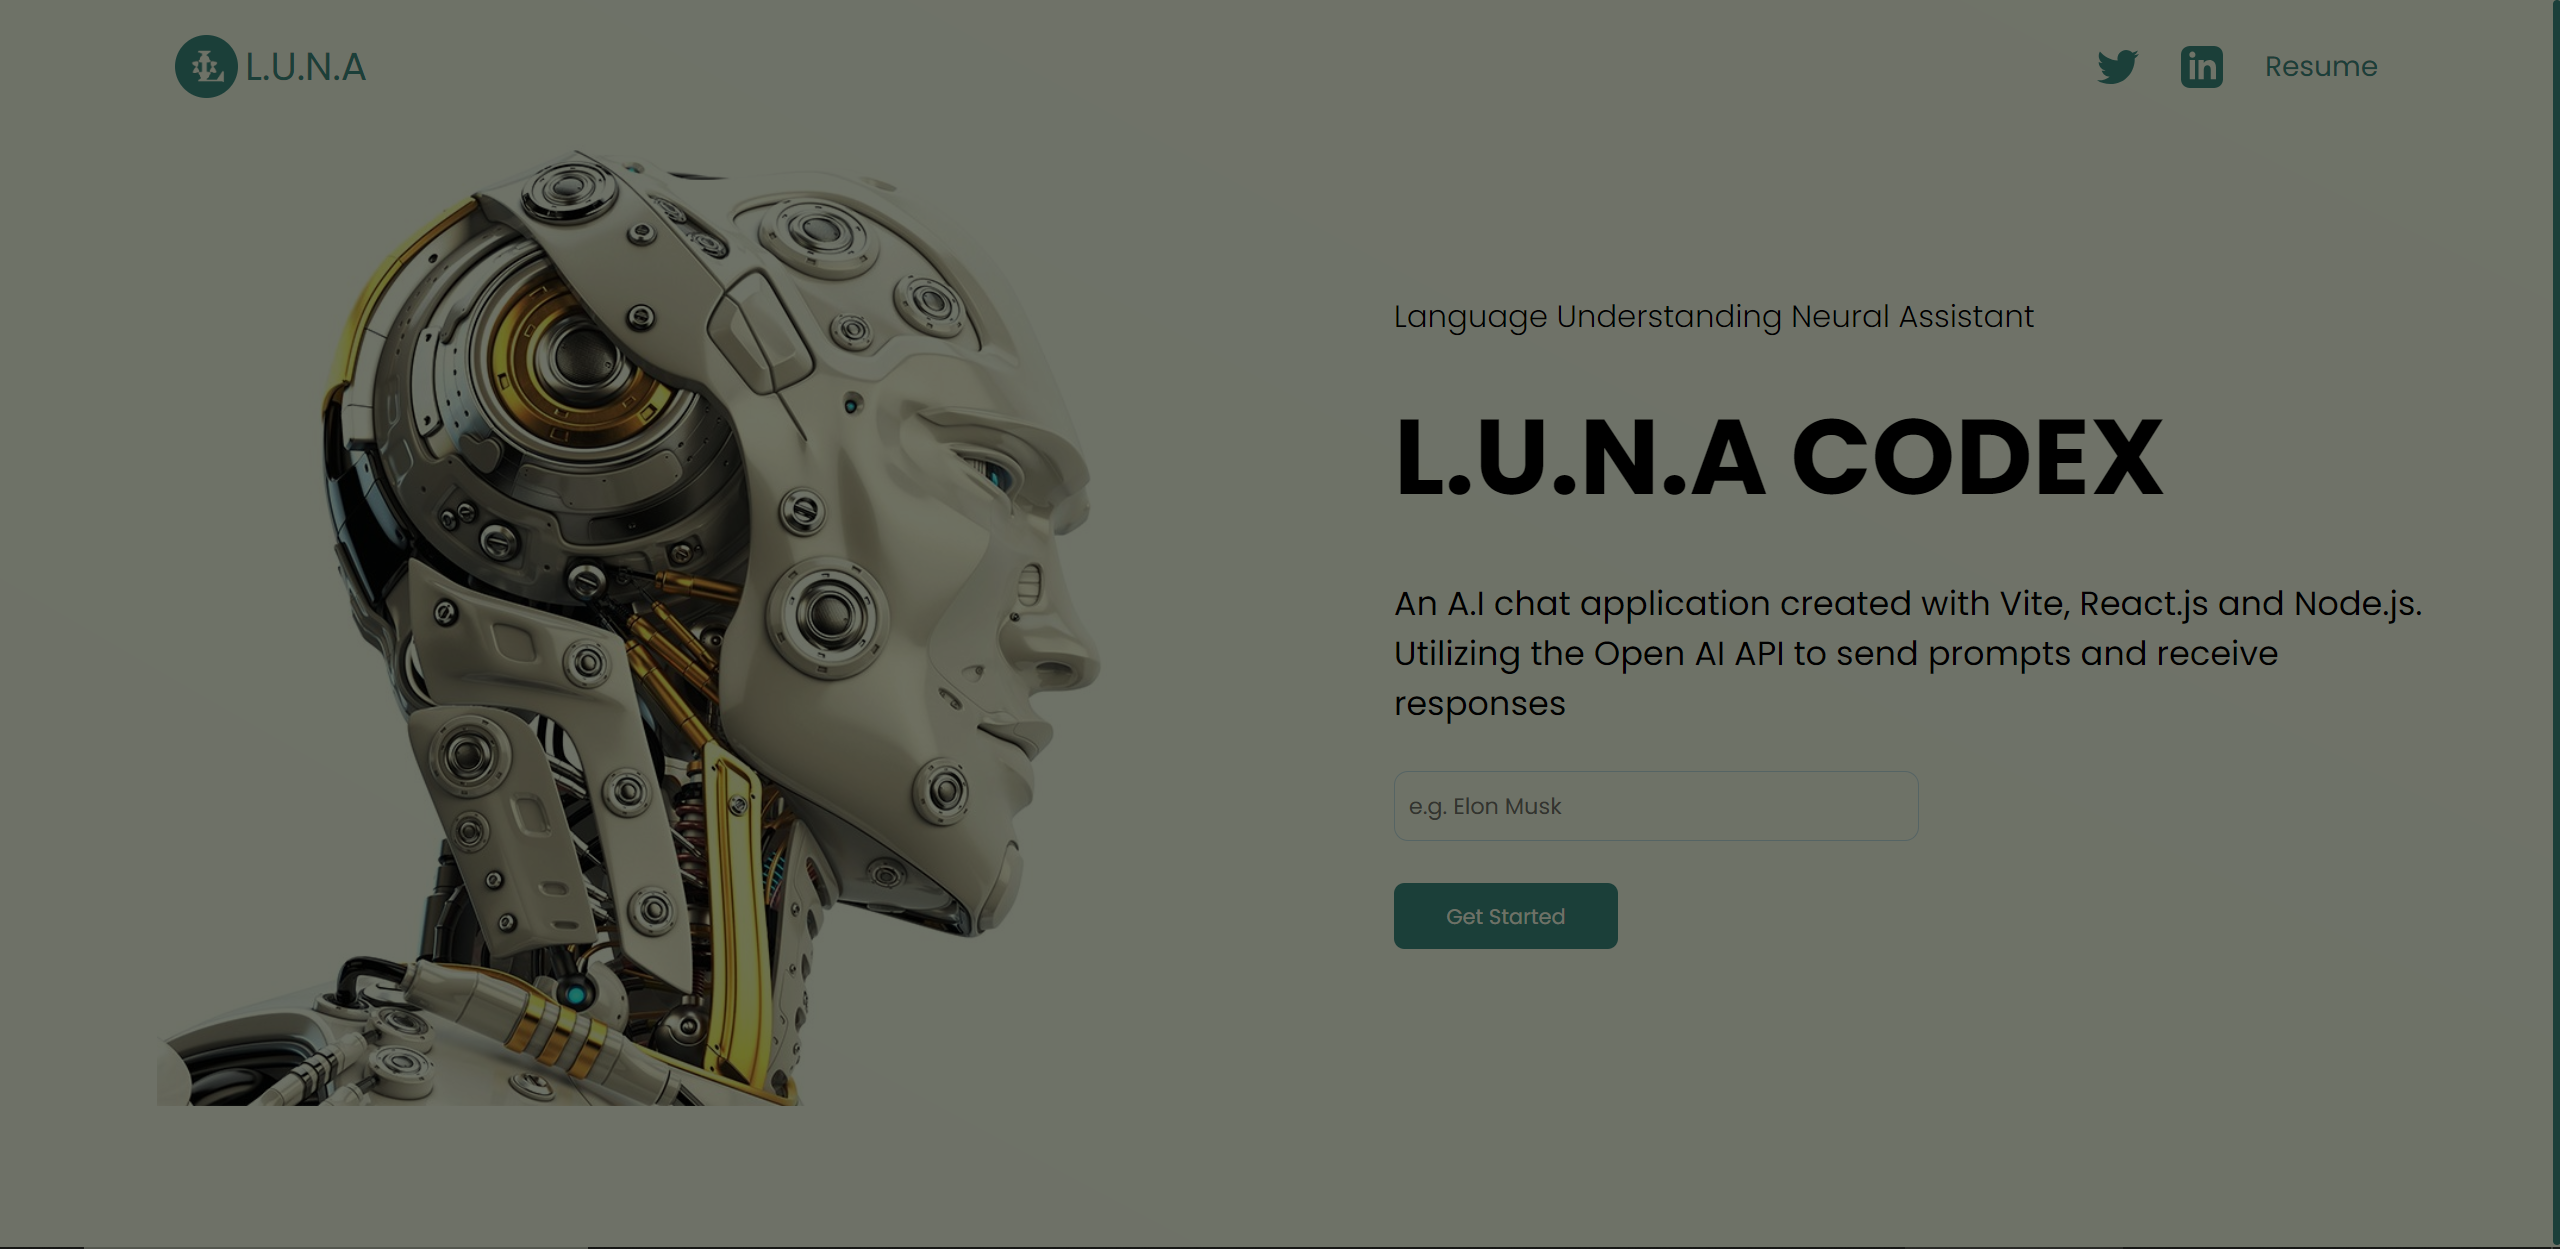 L.U.N.A
Resume
Language Understanding Neural Assistant
L.U.N.A CODEX
An A.I chat application created with Vite, React.js and Node.js.
Utilizing the Open AI API to send prompts and receive
responses
e.g. Elon Musk
Get Started